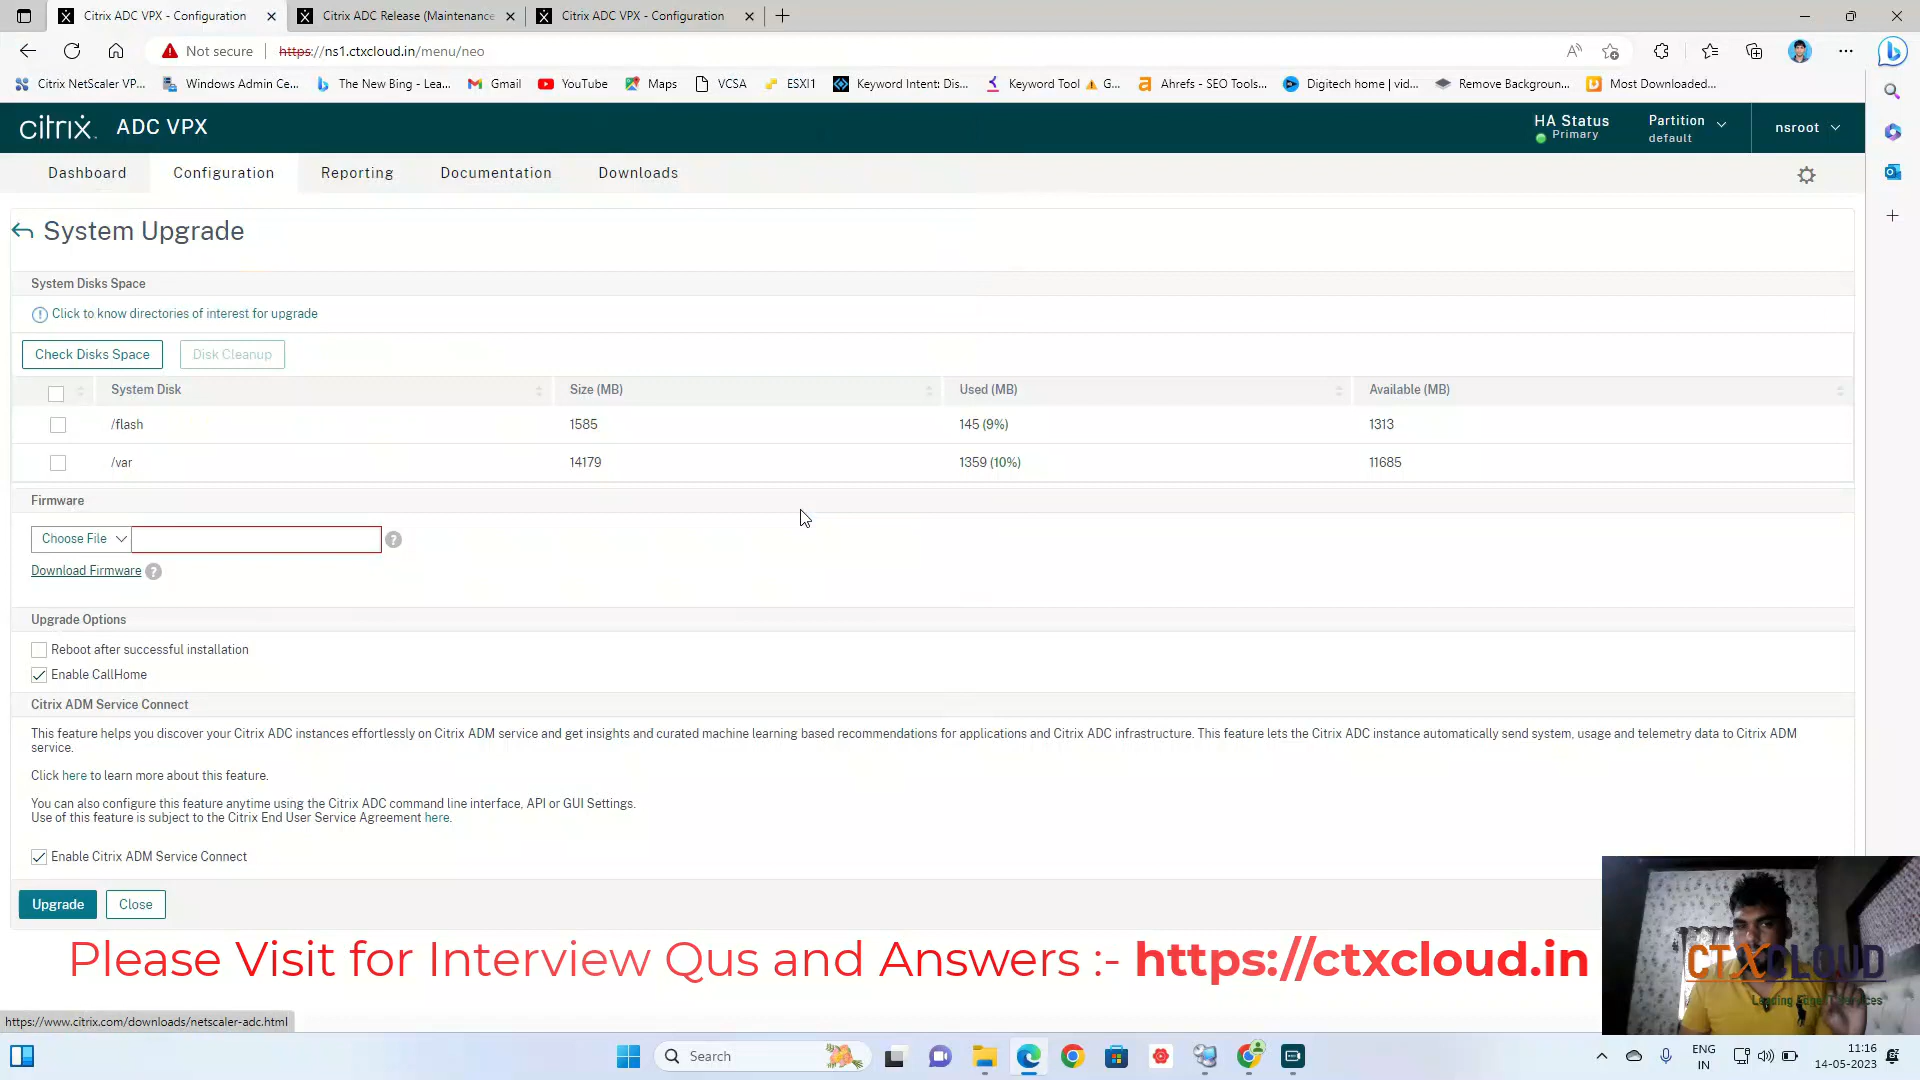 Citrix ADC VPX - Configuration
Citrix ADC Release (Maintenance
Citrix ADC VPX - Configuration
Not secure
https://ns1.ctxcloud.in/menu/neo
Citrix NetScaler VP...
Windows Admin Ce...
The New Bing - Lea...
Gmail
YouTube
Maps
VCSA
ESXI1
Keyword Intent: Dis...
Keyword Tool ⚠ G...
Ahrefs - SEO Tools...
Digitech home | vid...
Remove Backgroun...
Most Downloaded...
citrix. ADC VPX
HA Status
Primary
Partition
default
nsroot
Dashboard
Configuration
Reporting
Documentation
Downloads
System Upgrade
System Disks Space
Click to know directories of interest for upgrade
Check Disks Space
Disk Cleanup
System Disk
Size (MB)
Used (MB)
Available (MB)
/flash
1585
145 (9%)
1313
/var
14179
1359 (10%)
11685
Firmware
Choose File
?
Download Firmware ?
Upgrade Options
Reboot after successful installation
Enable CallHome
Citrix ADM Service Connect
This feature helps you discover your Citrix ADC instances effortlessly on Citrix ADM service and get insights and curated machine learning based recommendations for applications and Citrix ADC infrastructure. This feature lets the Citrix ADC instance automatically send system, usage and telemetry data to Citrix ADM
service.
Click here to learn more about this feature.
You can also configure this feature anytime using the Citrix ADC command line interface, API or GUI Settings.
Use of this feature is subject to the Citrix End User Service Agreement here.
Enable Citrix ADM Service Connect
Upgrade
Close
Please Visit for Interview Qus and Answers :- https://ctxcloud.in
CTXCLOUD
Leading Edge IT Services
https://www.citrix.com/downloads/netscaler-adc.html
Search
ENG
IN
11:16
14-05-2023